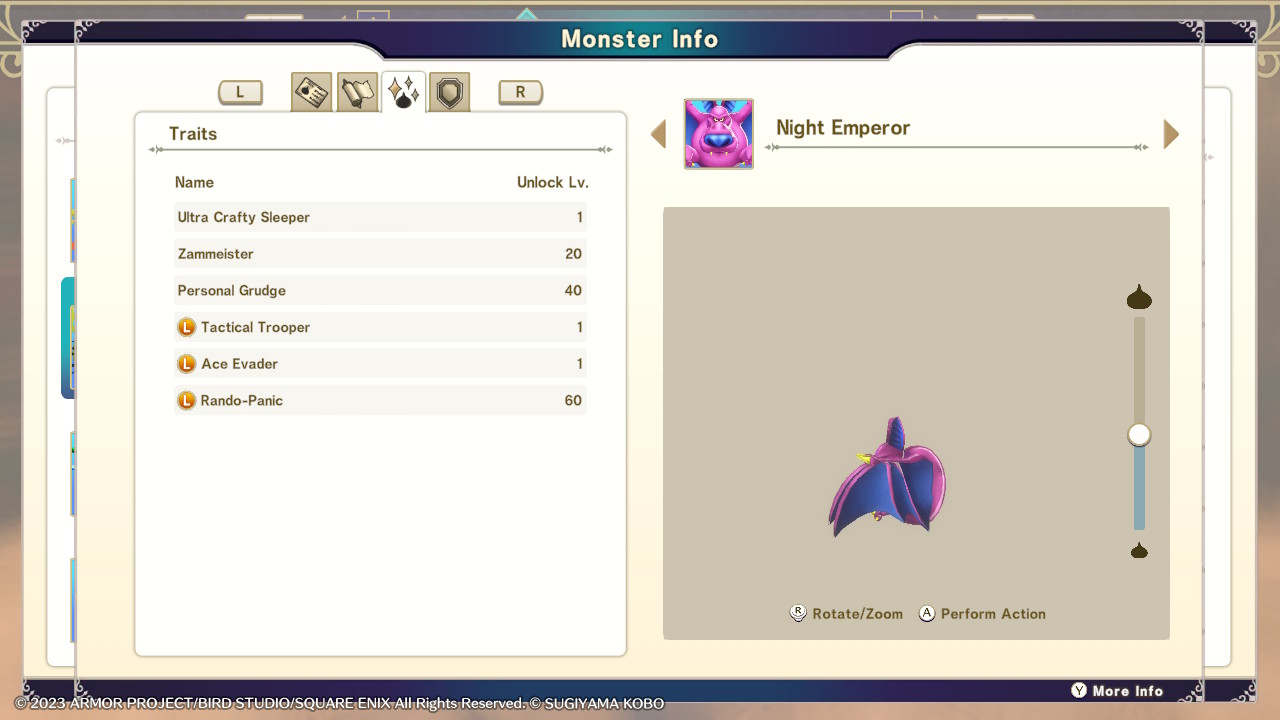 Monster Info
L
R
Traits
Night Emperor
Name Unlock Lv.
Ultra Crafty Sleeper 1
Zammeister 20
Personal Grudge 40
L Tactical Trooper 1
L Ace Evader 1
L Rando-Panic 60
R Rotate/Zoom A Perform Action
Y More Info
© 2023 ARMOR PROJECT/BIRD STUDIO/SQUARE ENIX All Rights Reserved. © SUGIYAMA KOBO